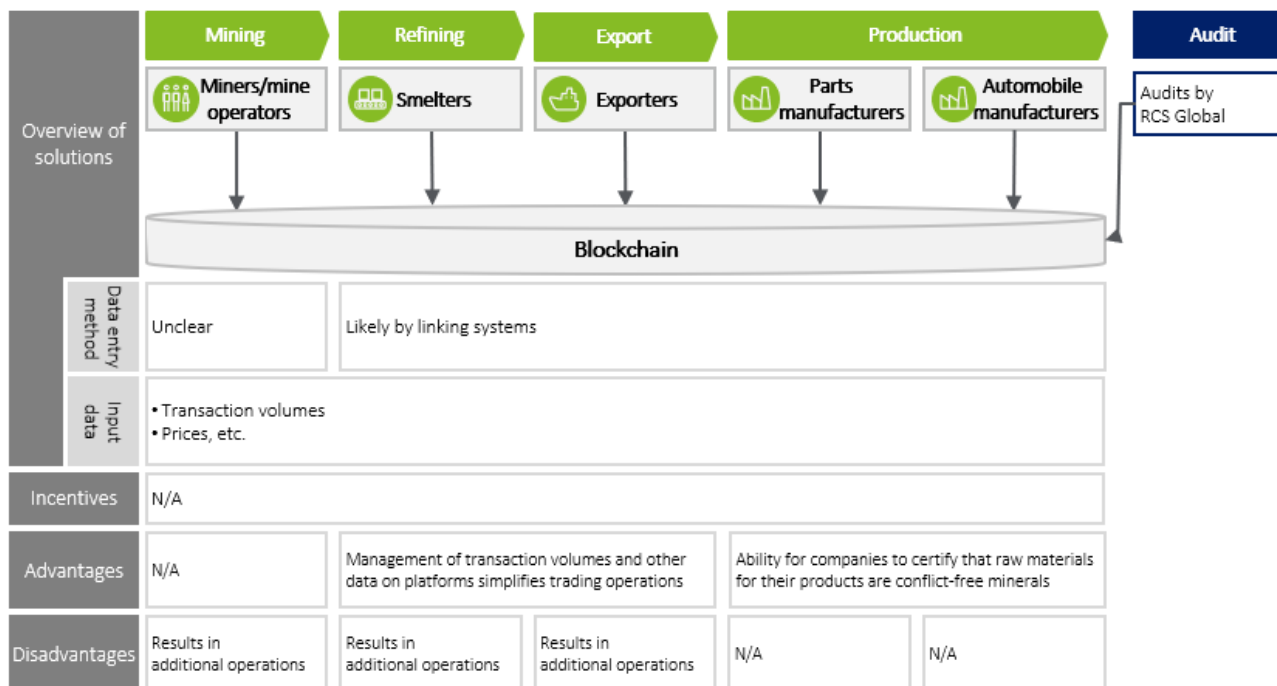 Mining
Refining
Export
Production
Audit
Overview of
solutions
Miners/mine
operators
Smelters
Exporters
Parts
manufacturers
Automobile
manufacturers
Audits by
RCS Global
Blockchain
Data entry
method
Unclear
Likely by linking systems
Input
data
• Transaction volumes
• Prices, etc.
Incentives
N/A
Advantages
N/A
Management of transaction volumes and other
data on platforms simplifies trading operations
Ability for companies to certify that raw materials
for their products are conflict-free minerals
Disadvantages
Results in
additional operations
Results in
additional operations
Results in
additional operations
N/A
N/A